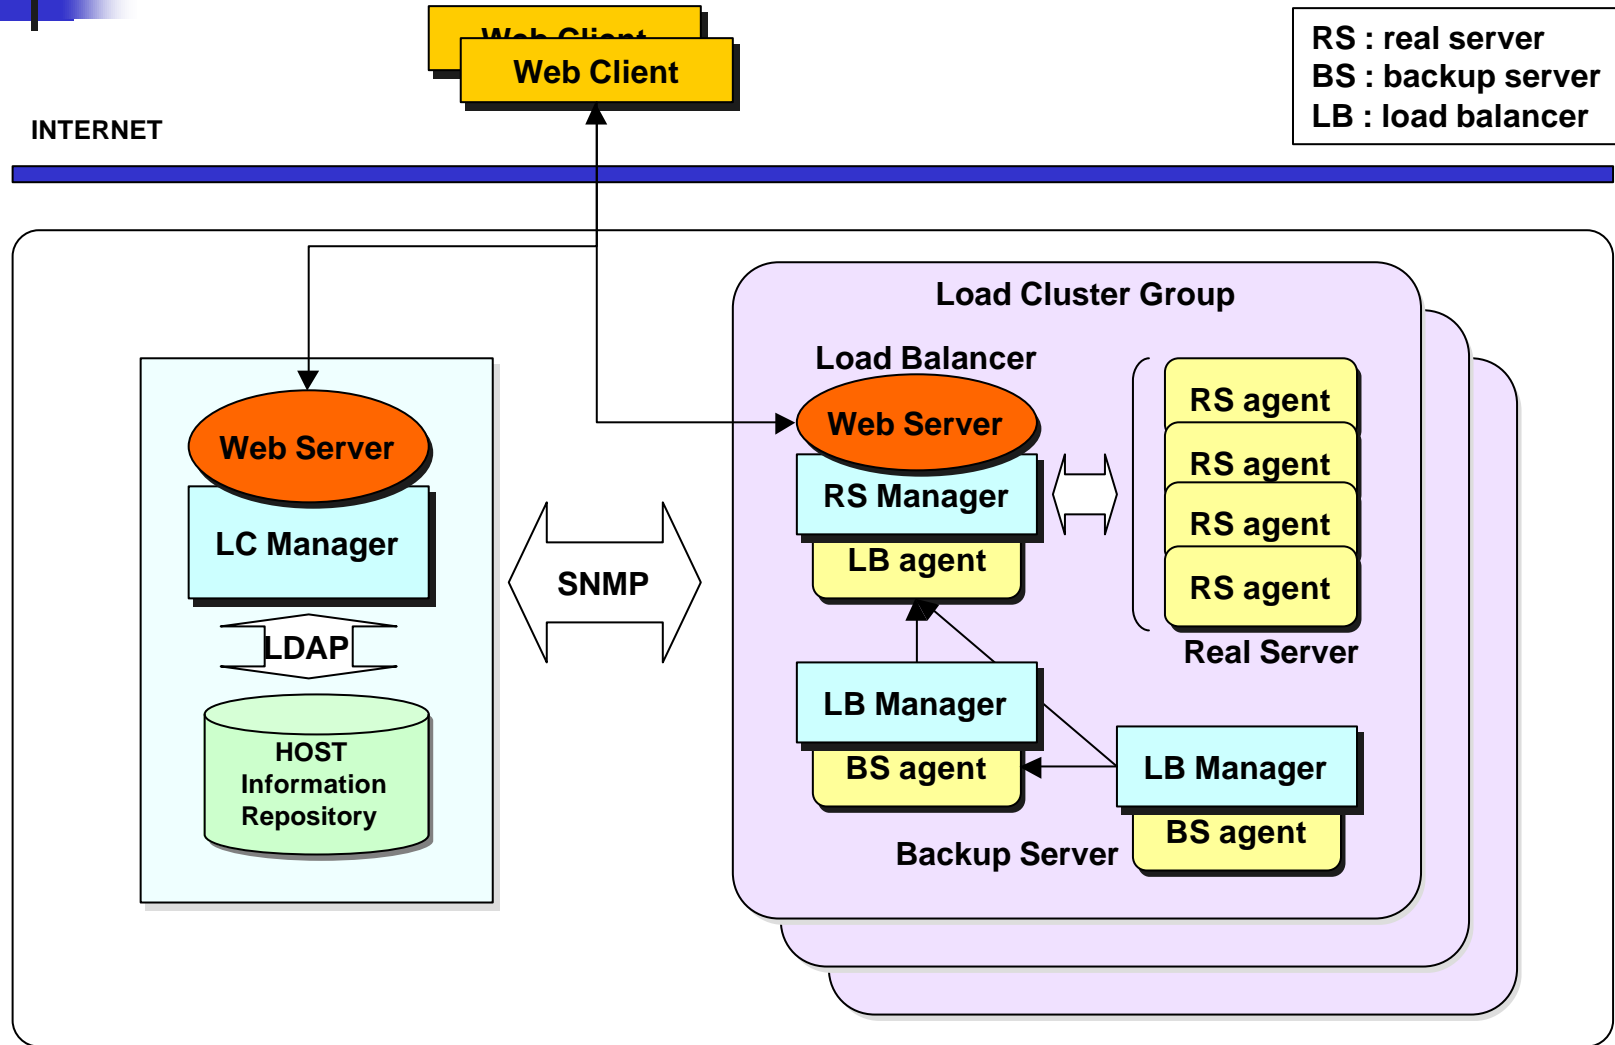 Web Client
Web Client
RS : real server
BS : backup server
LB : load balancer
INTERNET
Load Cluster Group
Load Balancer
Web Server
RS Manager
LB agent
RS agent
RS agent
RS agent
RS agent
Real Server
Web Server
LC Manager
SNMP
LDAP
HOST
Information
Repository
LB Manager
BS agent
LB Manager
BS agent
Backup Server